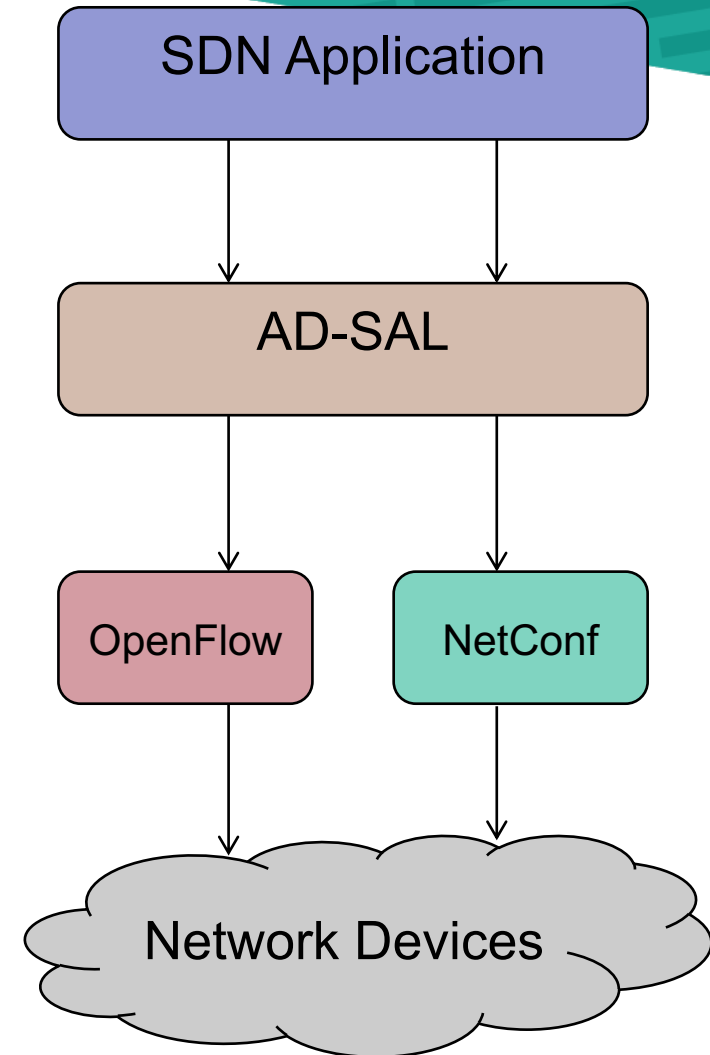 SDN Application
AD-SAL
OpenFlow
NetConf
Network Devices